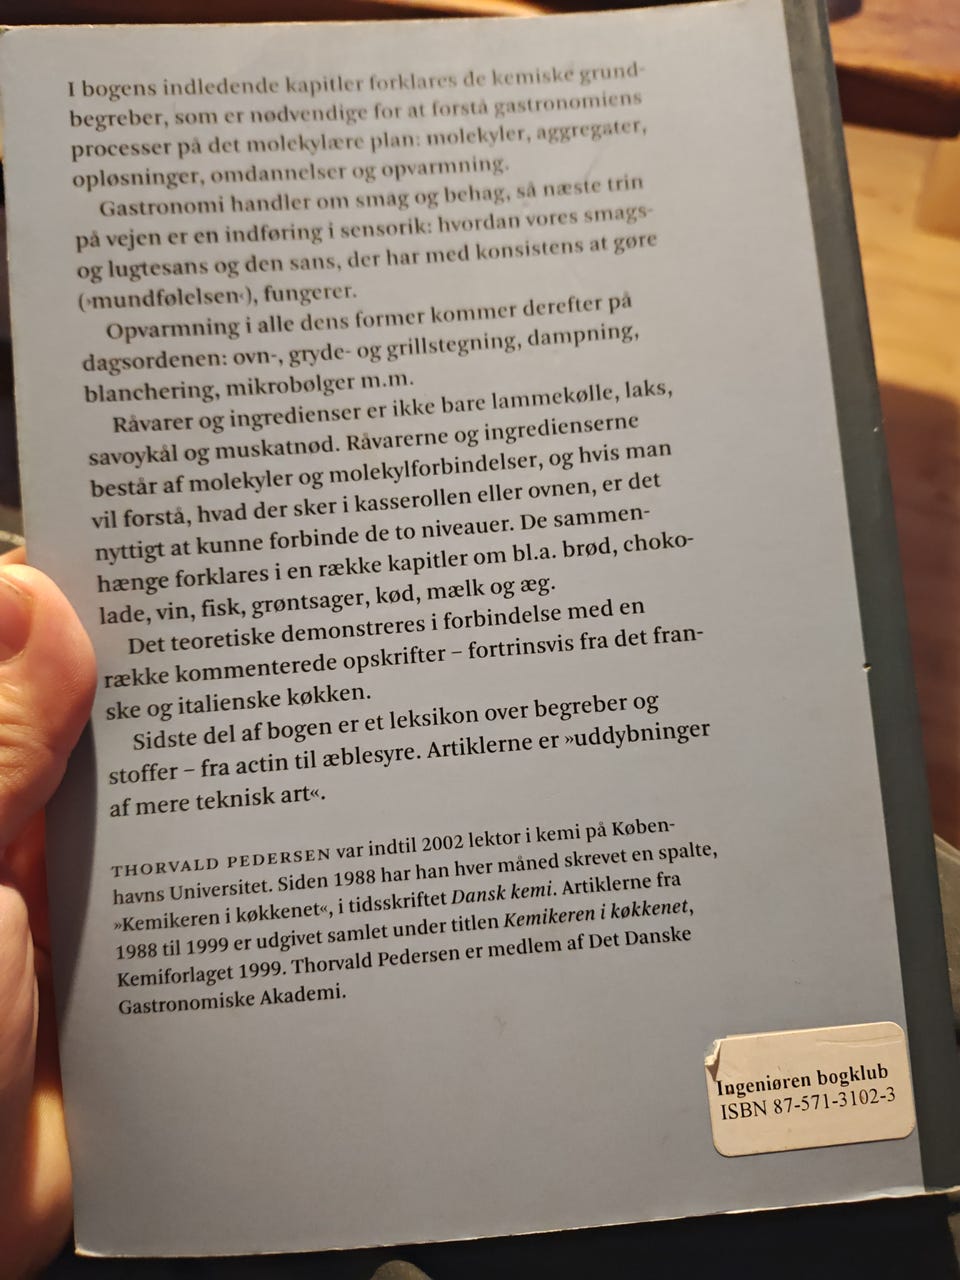 I bogens indledende kapitler forklares de kemiske grund-
begreber, som er nødvendige for at forstå gastronomiens
processer på det molekylære plan: molekyler, aggregater,
opløsninger, omdannelser og opvarmning.
Gastronomi handler om smag og behag, så næste trin
på vejen er en indføring i sensorik: hvordan vores smags-
og lugtesans og den sans, der har med konsistens at gøre
(›mundfølelsen‹), fungerer.
Opvarmning i alle dens former kommer derefter på
dagsordenen: ovn-, gryde- og grillstegning, dampning,
blanchering, mikrobølger m.m.
Råvarer og ingredienser er ikke bare lammekølle, laks,
savoykål og muskatnød. Råvarerne og ingredienserne
består af molekyler og molekylforbindelser, og hvis man
vil forstå, hvad der sker i kasserollen eller ovnen, er det
nyttigt at kunne forbinde de to niveauer. De sammen-
hænge forklares i en række kapitler om bl.a. brød, choko-
lade, vin, fisk, grøntsager, kød, mælk og æg.
Det teoretiske demonstreres i forbindelse med en
række kommenterede opskrifter – fortrinsvis fra det fran-
ske og italienske køkken.
Sidste del af bogen er et leksikon over begreber og
stoffer – fra actin til æblesyre. Artiklerne er »uddybninger
af mere teknisk art«.
THORVALD PEDERSEN var indtil 2002 lektor i kemi på Køben-
havns Universitet. Siden 1988 har han hver måned skrevet en spalte,
»Kemikeren i køkkenet«, i tidsskriftet Dansk kemi. Artiklerne fra
1988 til 1999 er udgivet samlet under titlen Kemikeren i køkkenet,
Kemiforlaget 1999. Thorvald Pedersen er medlem af Det Danske
Gastronomiske Akademi.
Ingeniøren bogklub
ISBN 87-571-3102-3